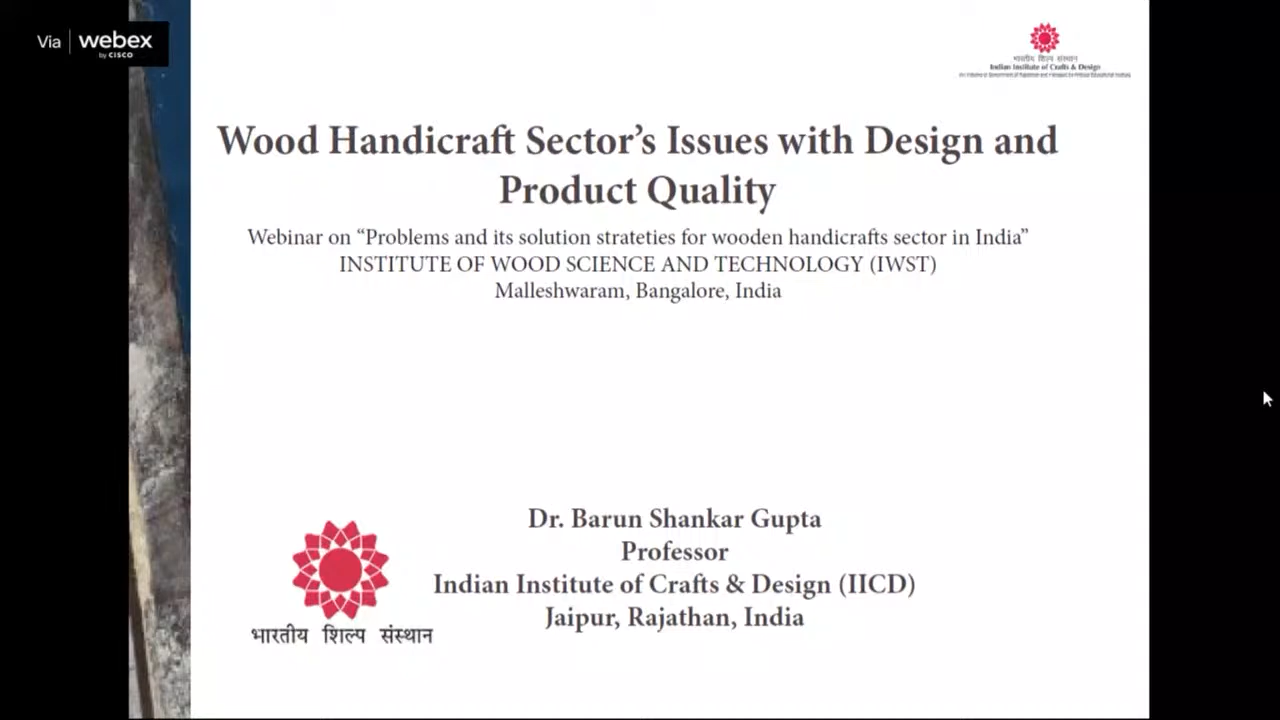 Via webex
by CISCO
भारतीय शिल्प संस्थान
Indian Institute of Crafts & Design
Wood Handicraft Sector's Issues with Design and
Product Quality
Webinar on “Problems and its solution strateties for wooden handicrafts sector in India”
INSTITUTE OF WOOD SCIENCE AND TECHNOLOGY (IWST)
Malleshwaram, Bangalore, India
Dr. Barun Shankar Gupta
Professor
Indian Institute of Crafts & Design (IICD)
Jaipur, Rajathan, India
भारतीय शिल्प संस्थान